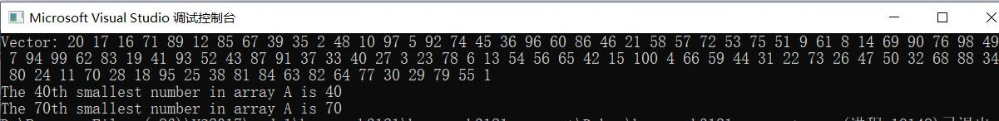 Microsoft Visual Studio 调试控制台
Vector: 20 17 16 71 89 12 85 67 39 35 2 48 10 97 5 92 74 45 36 96 60 86 46 21 58 57 72 53 75 51 9 61 8 14 69 90 76 98 49
7 94 99 62 83 19 41 93 52 43 87 91 37 33 40 27 3 23 78 6 13 54 56 65 42 15 100 4 66 59 44 31 22 73 26 47 50 32 68 88 34
80 24 11 70 28 18 95 25 38 81 84 63 82 64 77 30 29 79 55 1
The 40th smallest number in array A is 40
The 70th smallest number in array A is 70